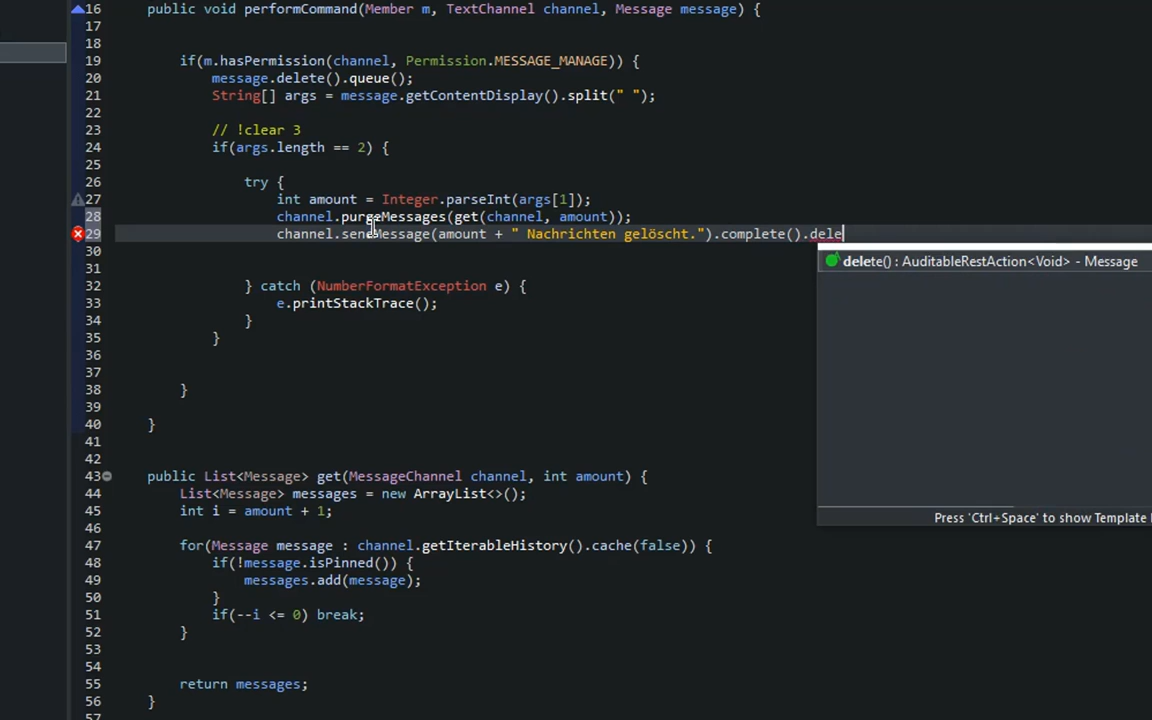 16 public void performCommand(Member m, TextChannel channel, Message message) {
17
18
19 if(m.hasPermission(channel, Permission.MESSAGE_MANAGE)) {
20 message.delete().queue();
21 String[] args = message.getContentDisplay().split(" ");
22
23 // !clear 3
24 if(args.length == 2) {
25
26 try {
27 int amount = Integer.parseInt(args[1]);
28 channel.purgeMessages(get(channel, amount));
29 channel.sendMessage(amount + " Nachrichten gelöscht.").complete().dele
30
delete() : AuditableRestAction<Void> - Message
31
32 } catch (NumberFormatException e) {
33 e.printStackTrace();
34 }
35 }
36
37
38 }
39
40 }
41
42
43 public List<Message> get(MessageChannel channel, int amount) {
44 List<Message> messages = new ArrayList<>();
45 int i = amount + 1;
46
Press 'Ctrl+Space' to show Template
47 for(Message message : channel.getIterableHistory().cache(false)) {
48 if(!message.isPinned()) {
49 messages.add(message);
50 }
51 if(--i <= 0) break;
52 }
53
54
55 return messages;
56 }
57